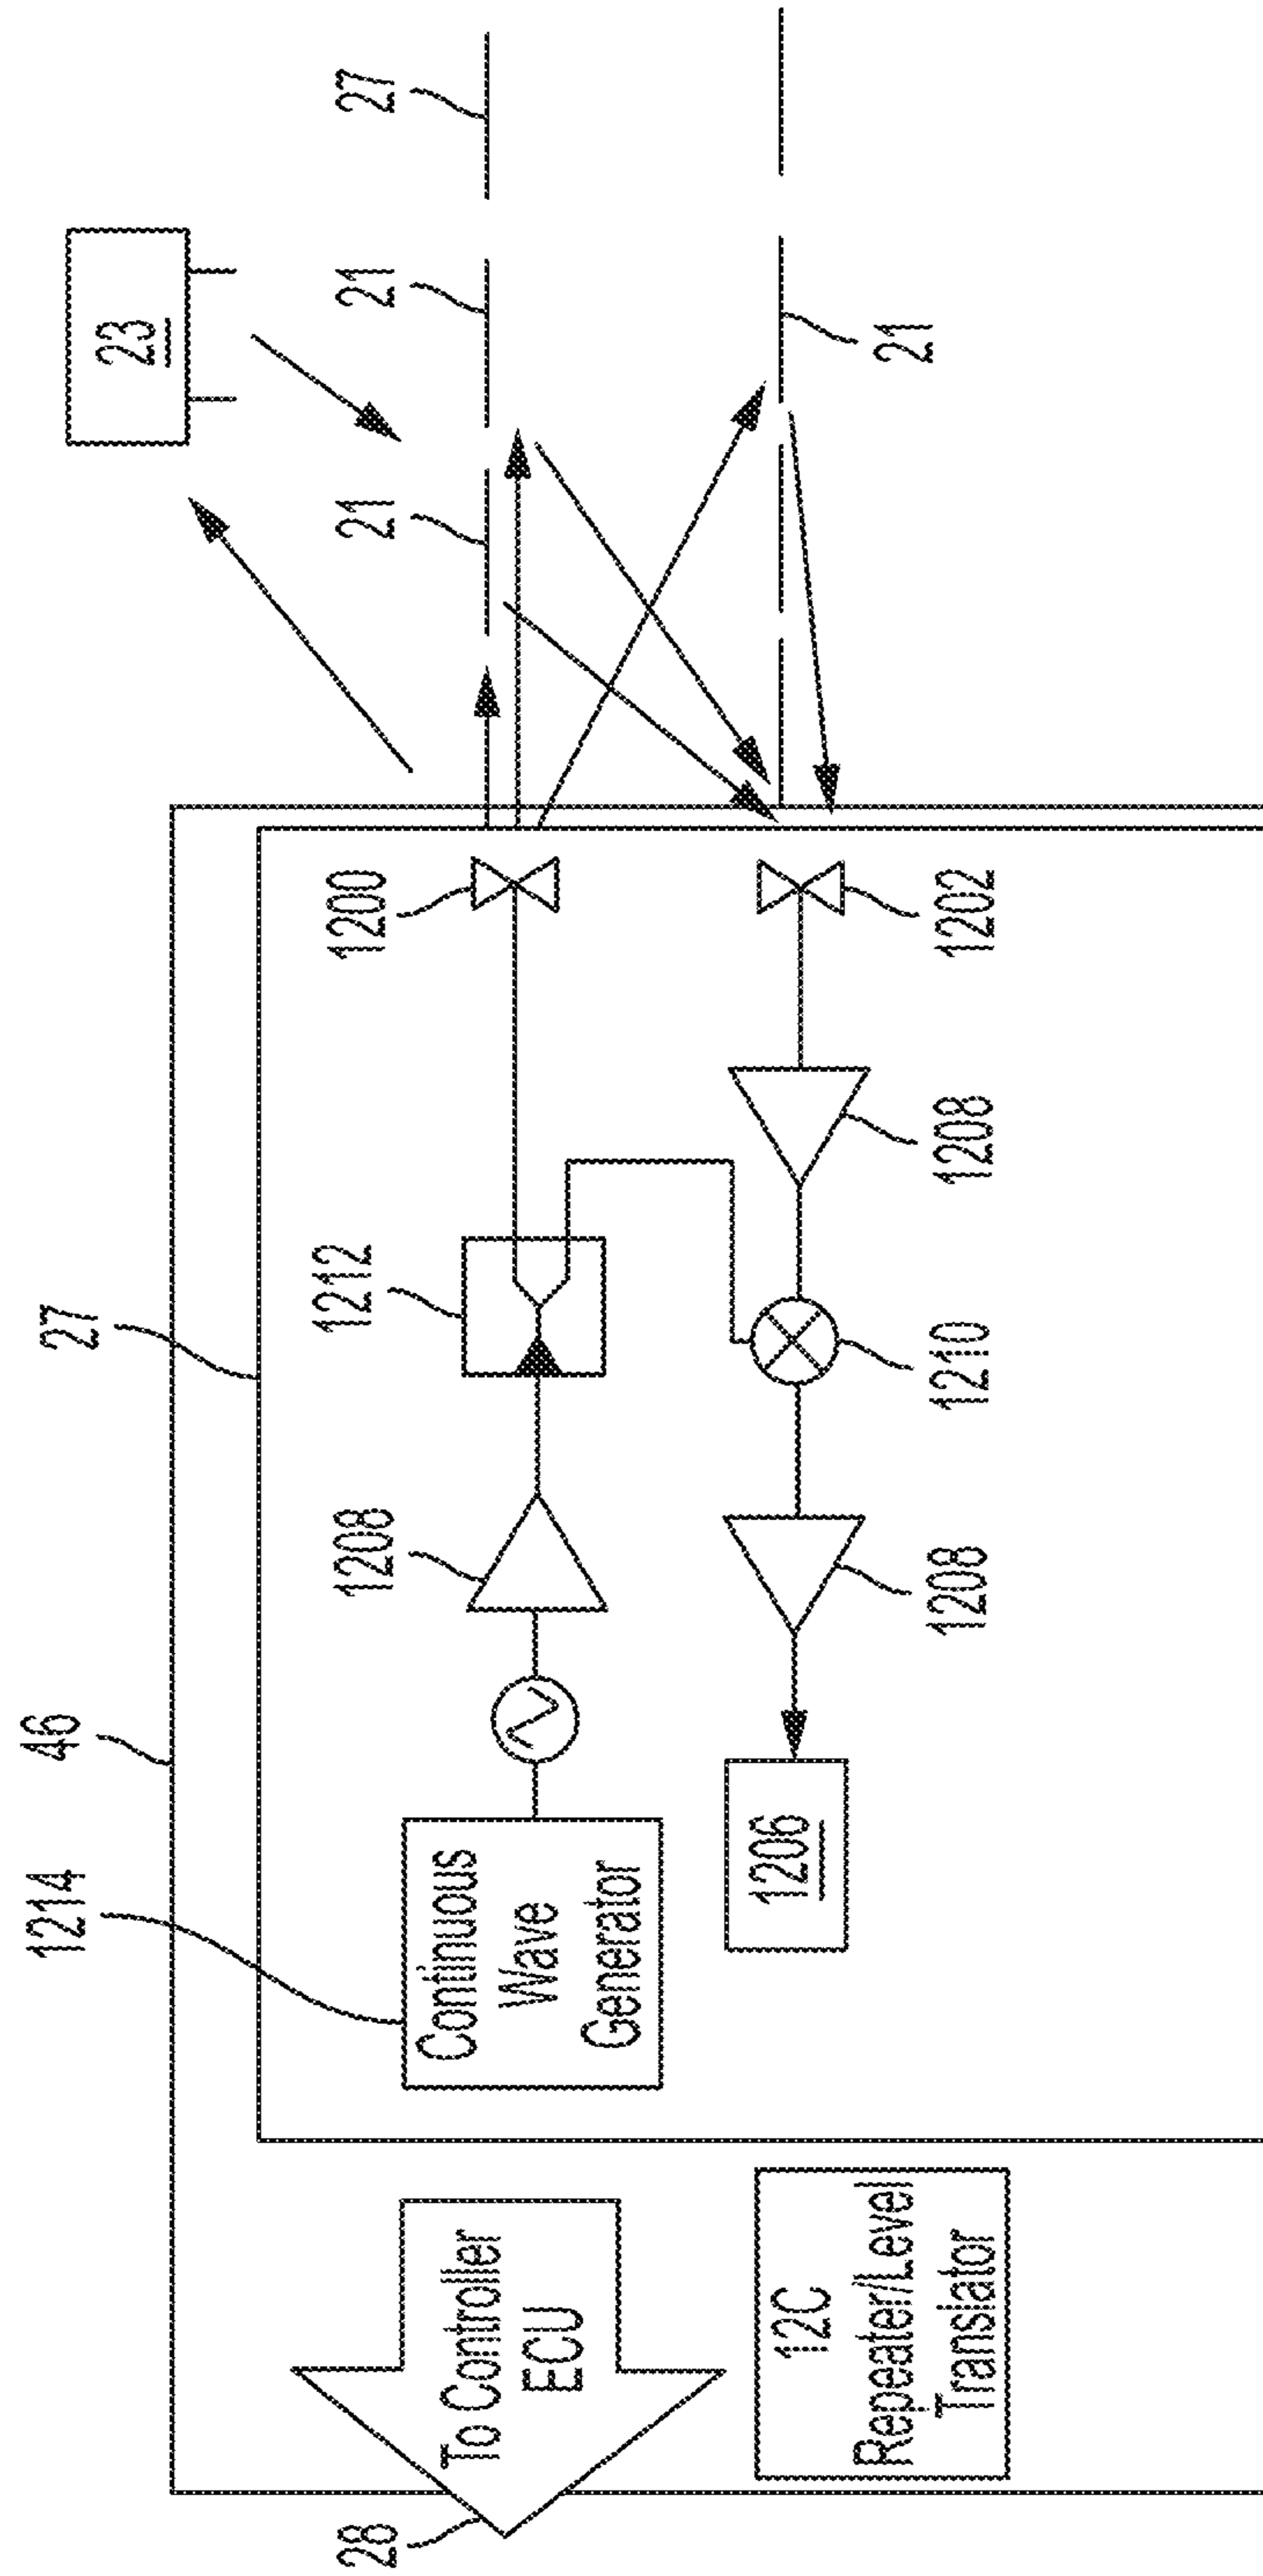 1214
46
27
23
28
1208
1212
1200
21
21
27
To Controller
ECU
Continuous
Wave
Generator
1206
12C
Repeater/Level
Translator
1208
1210
1208
1202
21